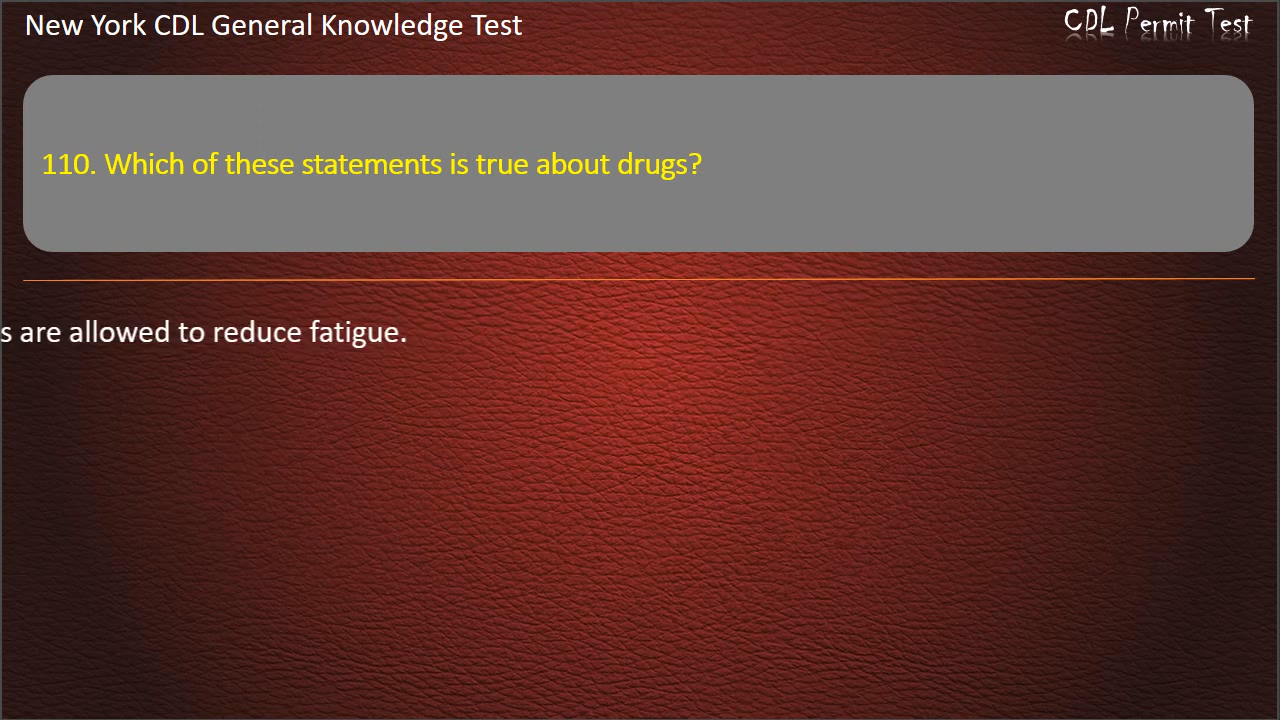 New York CDL General Knowledge Test
CDL Permit Test
110. Which of these statements is true about drugs?
s are allowed to reduce fatigue.